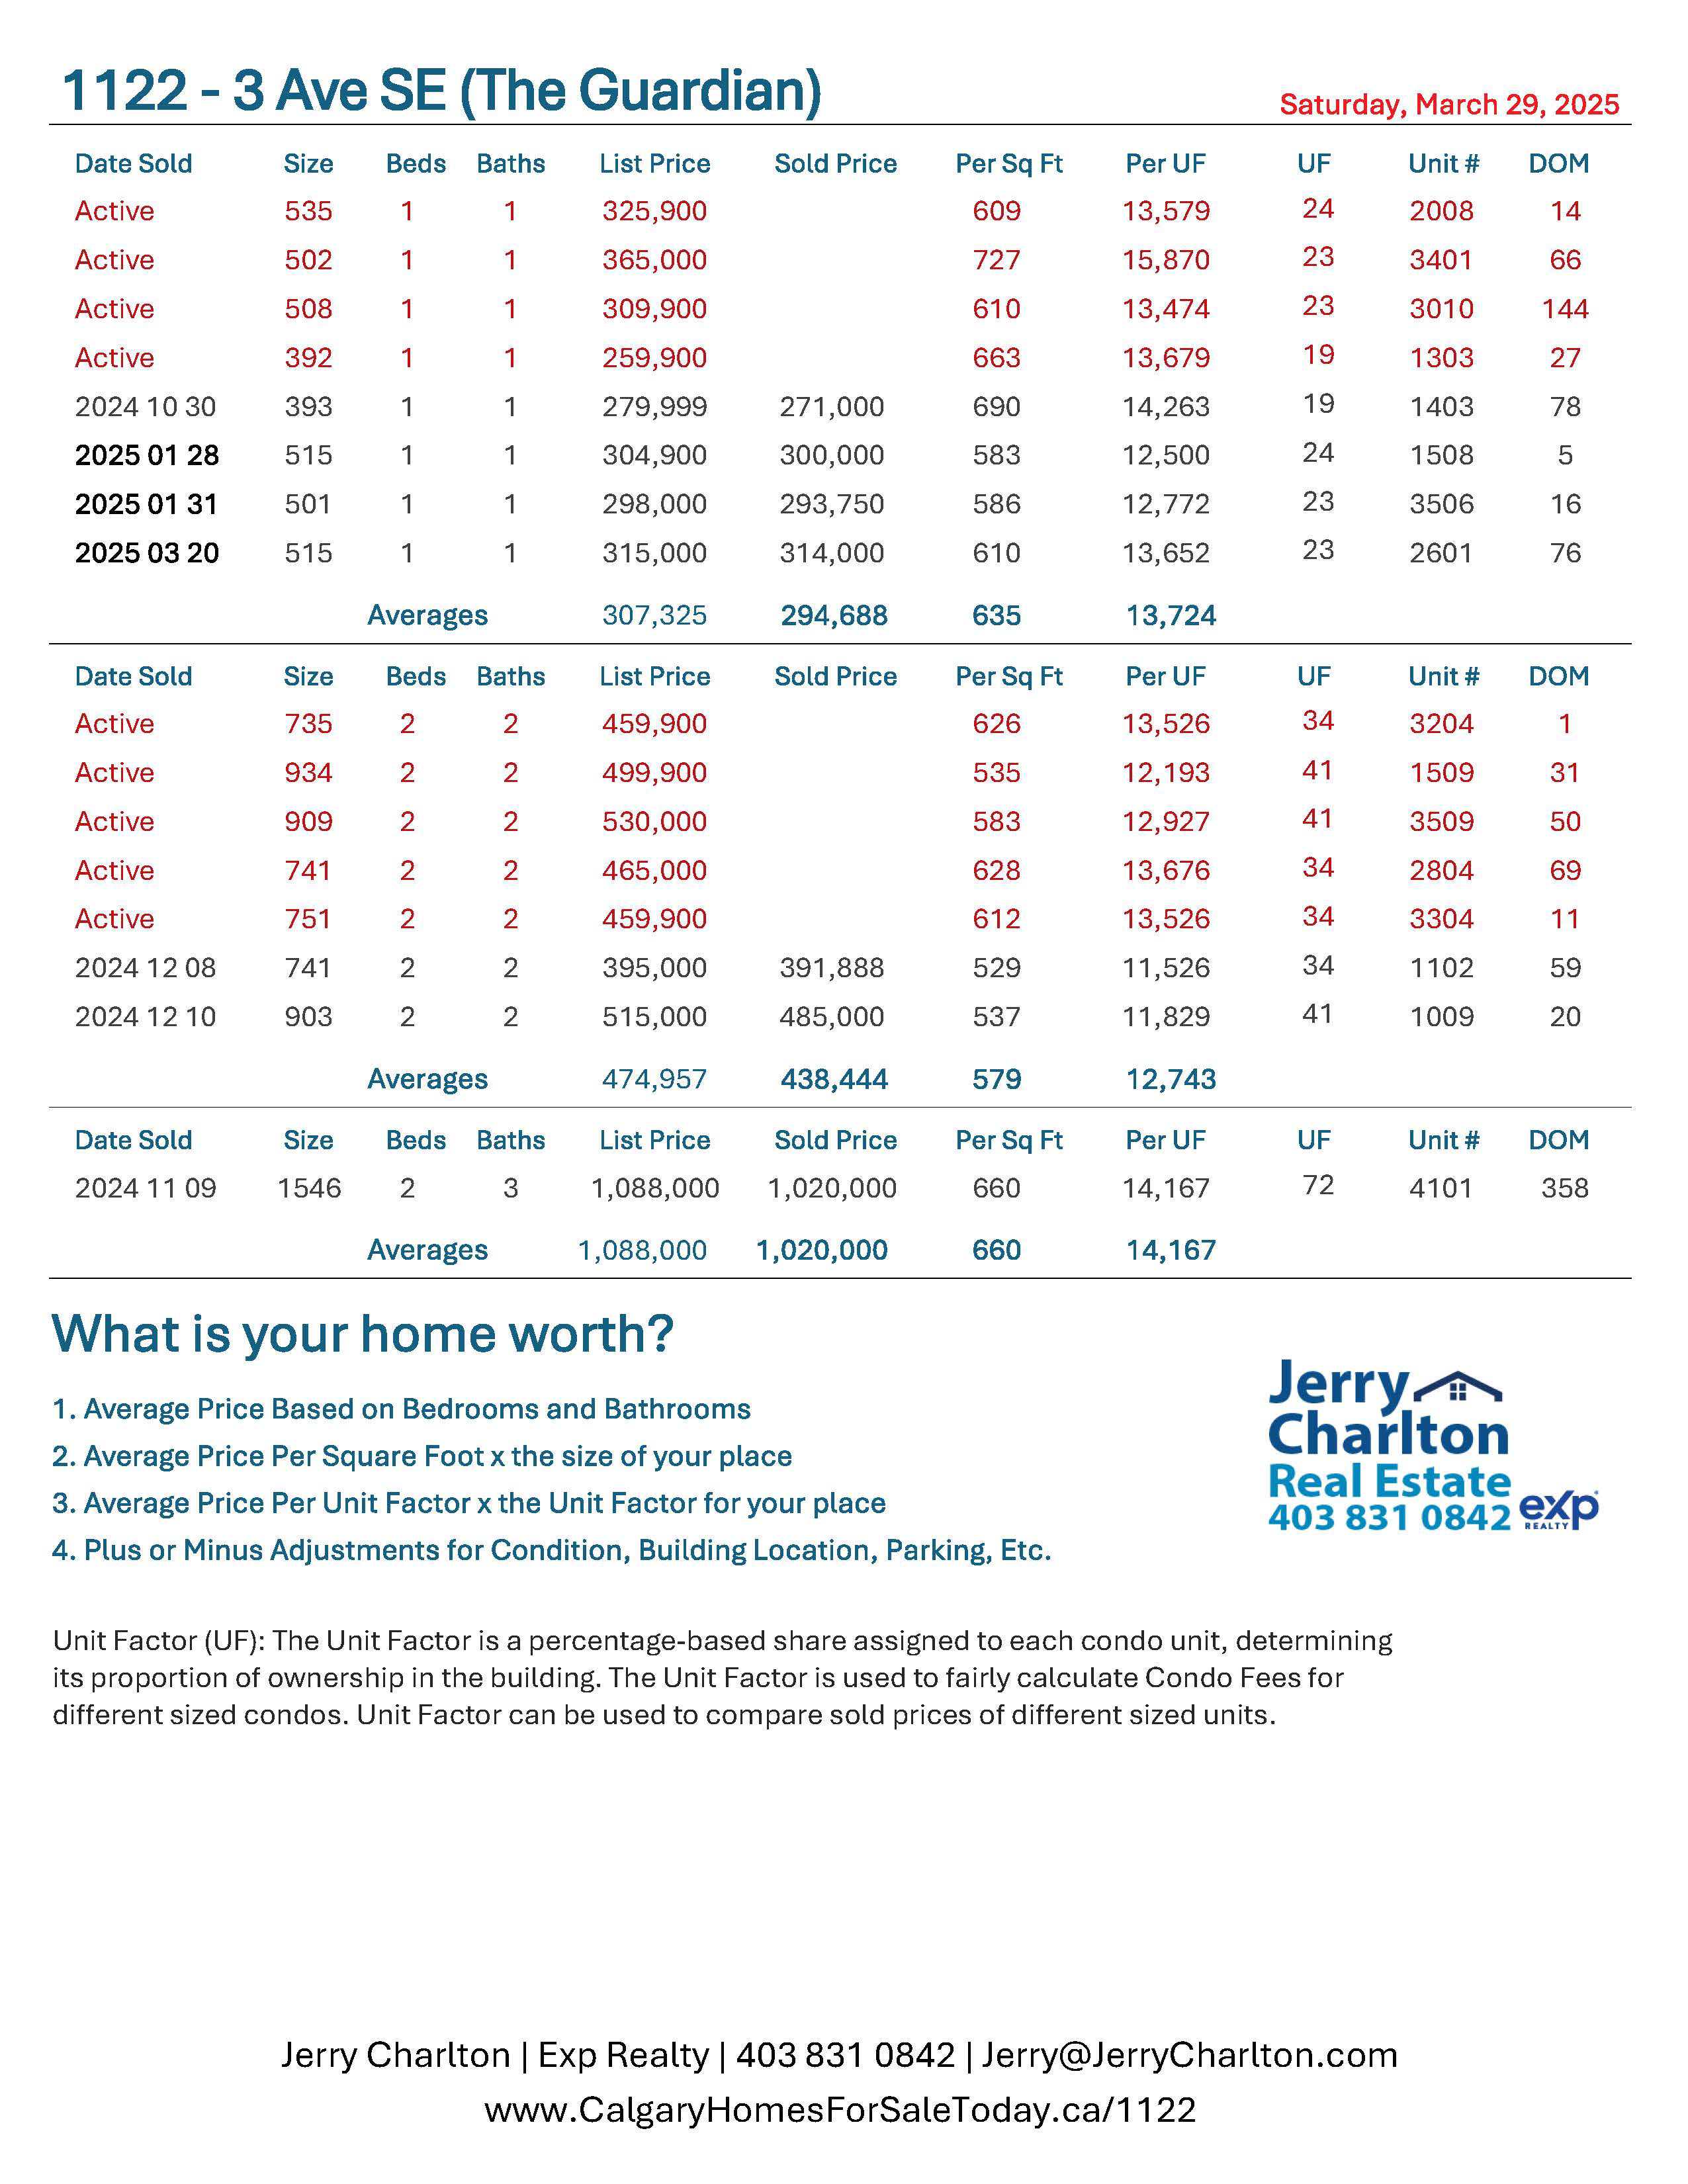 1122 - 3 Ave SE (The Guardian) Saturday, March 29, 2025
Date Sold Size Beds Baths List Price Sold Price Per Sq Ft Per UF UF Unit # DOM
Active 535 1 1 325,900 609 13,579 24 2008 14
Active 502 1 1 365,000 727 15,870 23 3401 66
Active 508 1 1 309,900 610 13,474 23 3010 144
Active 392 1 1 259,900 663 13,679 19 1303 27
2024 10 30 393 1 1 279,999 271,000 690 14,263 19 1403 78
2025 01 28 515 1 1 304,900 300,000 583 12,500 24 1508 5
2025 01 31 501 1 1 298,000 293,750 586 12,772 23 3506 16
2025 03 20 515 1 1 315,000 314,000 610 13,652 23 2601 76
Averages 307,325 294,688 635 13,724
Date Sold Size Beds Baths List Price Sold Price Per Sq Ft Per UF UF Unit # DOM
Active 735 2 2 459,900 626 13,526 34 3204 1
Active 934 2 2 499,900 535 12,193 41 1509 31
Active 909 2 2 530,000 583 12,927 41 3509 50
Active 741 2 2 465,000 628 13,676 34 2804 69
Active 751 2 2 459,900 612 13,526 34 3304 11
2024 12 08 741 2 2 395,000 391,888 529 11,526 34 1102 59
2024 12 10 903 2 2 515,000 485,000 537 11,829 41 1009 20
Averages 474,957 438,444 579 12,743
Date Sold Size Beds Baths List Price Sold Price Per Sq Ft Per UF UF Unit # DOM
2024 11 09 1546 2 3 1,088,000 1,020,000 660 14,167 72 4101 358
Averages 1,088,000 1,020,000 660 14,167
What is your home worth?
1. Average Price Based on Bedrooms and Bathrooms
2. Average Price Per Square Foot x the size of your place
3. Average Price Per Unit Factor x the Unit Factor for your place
4. Plus or Minus Adjustments for Condition, Building Location, Parking, Etc.
Jerry
Charlton
Real Estate
403 831 0842 exp
REALTY
Unit Factor (UF): The Unit Factor is a percentage-based share assigned to each condo unit, determining
its proportion of ownership in the building. The Unit Factor is used to fairly calculate Condo Fees for
different sized condos. Unit Factor can be used to compare sold prices of different sized units.
Jerry Charlton | Exp Realty | 403 831 0842 | Jerry@JerryCharlton.com
www.CalgaryHomesForSaleToday.ca/1122